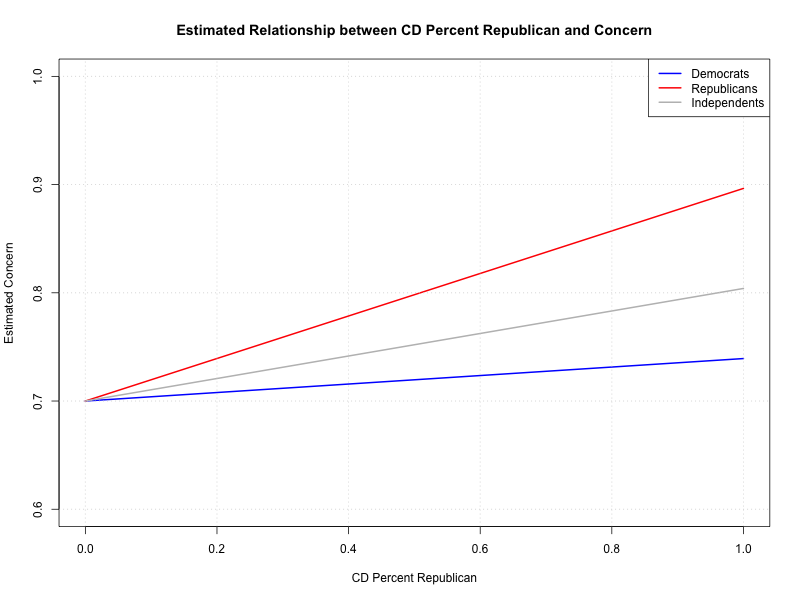 Estimated Relationship between CD Percent Republican and Concern
Democrats
Republicans
Independents
Estimated Concern
1.0
0.9
0.8
0.7
0.6
0.0 0.2 0.4 0.6 0.8 1.0
CD Percent Republican